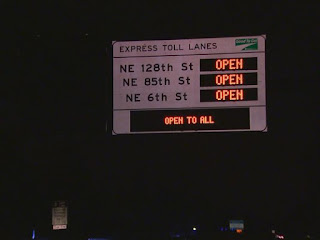 EXPRESS TOLL LANES
NE 128th St OPEN
NE 85th St OPEN
NE 6th St OPEN
OPEN TO ALL